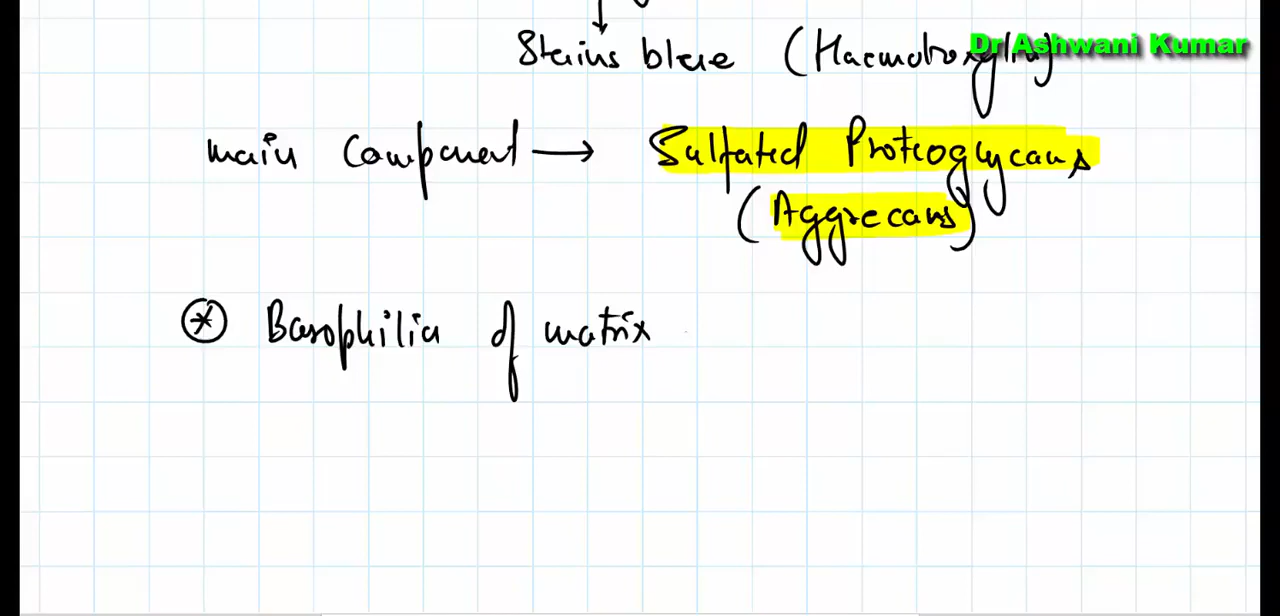 Stains blue (Haematoxylin)
Dr Ashwani Kumar
main component → Sulfated Proteoglycans
(Aggrecans)
* Basophilia of matrix